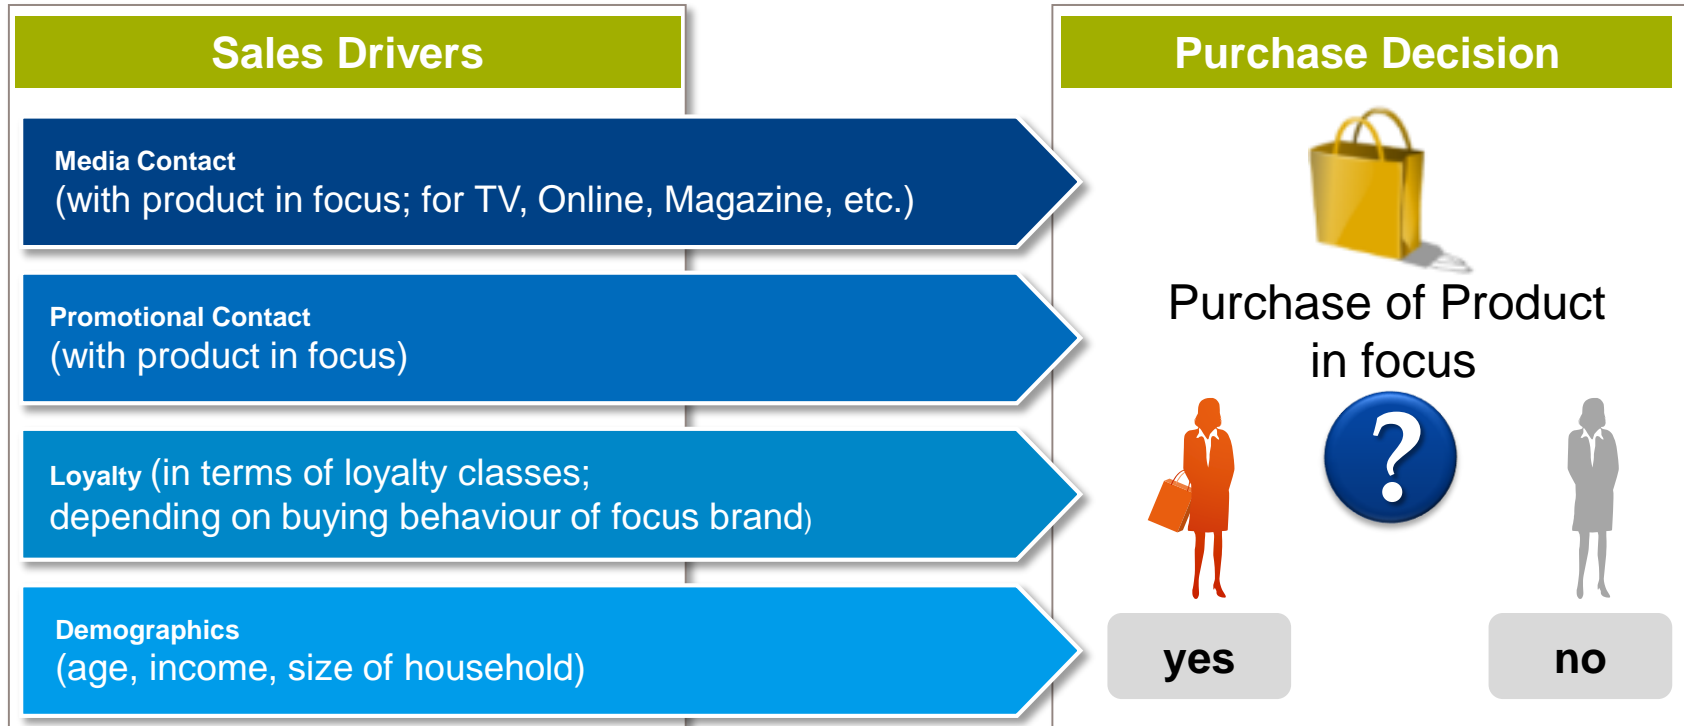 Sales Drivers
Media Contact
(with product in focus; for TV, Online, Magazine, etc.)
Promotional Contact
(with product in focus)
Loyalty (in terms of loyalty classes;
depending on buying behaviour of focus brand)
Demographics
(age, income, size of household)
Purchase Decision
Purchase of Product
in focus
?
yes
no